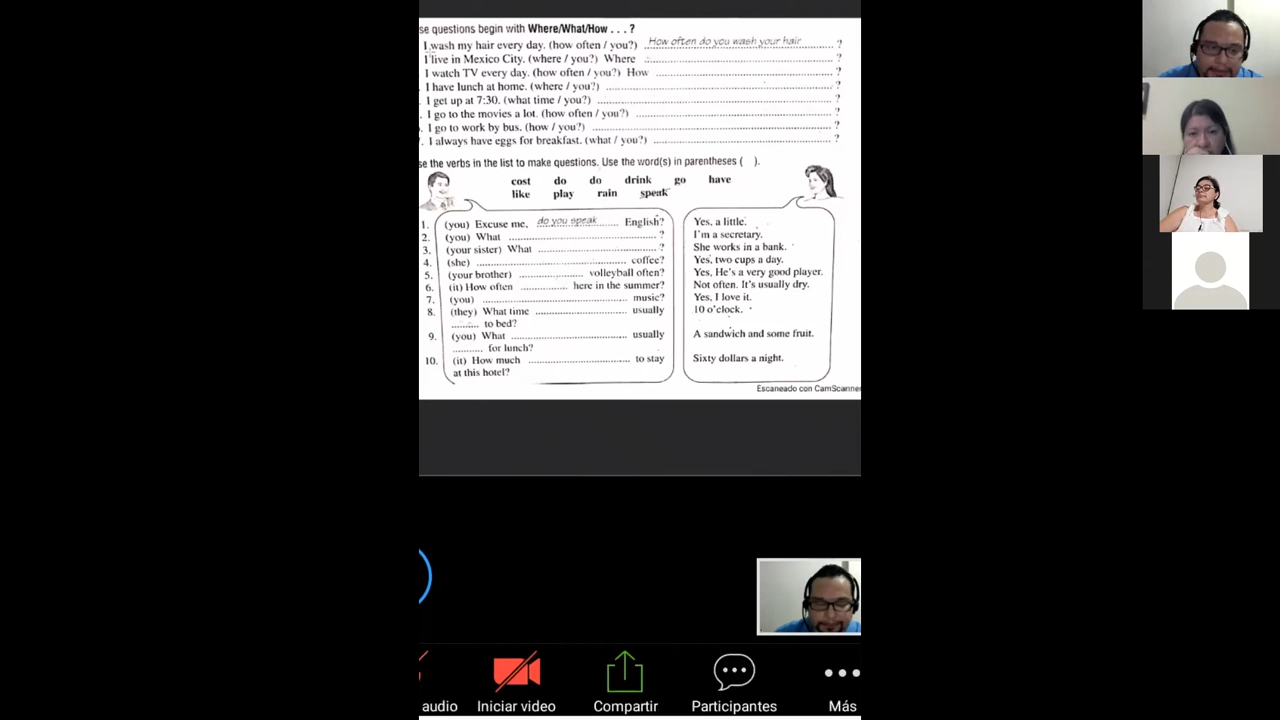 se questions begin with Where/What/How . . . ?
I wash my hair every day. (how often / you?) How often do you wash your hair ?
I live in Mexico City. (where / you?) Where ?
I watch TV every day. (how often / you?) How ?
I have lunch at home. (where / you?) ?
I get up at 7:30. (what time / you?) ?
I go to the movies a lot. (how often / you?) ?
I go to work by bus. (how / you?) ?
I always have eggs for breakfast. (what / you?) ?
se the verbs in the list to make questions. Use the word(s) in parentheses ( ).
cost do do drink go have
like play rain speak
1. (you) Excuse me, do you speak English? Yes, a little.
2. (you) What ? I'm a secretary.
3. (your sister) What ? She works in a bank.
4. (she) coffee? Yes, two cups a day.
5. (your brother) volleyball often? Yes, He's a very good player.
6. (it) How often here in the summer? Not often. It's usually dry.
7. (you) music? Yes, I love it.
8. (they) What time usually 10 o'clock.
to bed?
9. (you) What usually A sandwich and some fruit.
for lunch?
10. (it) How much to stay Sixty dollars a night.
at this hotel?
Escaneado con CamScanne
audio Iniciar video Compartir Participantes Más